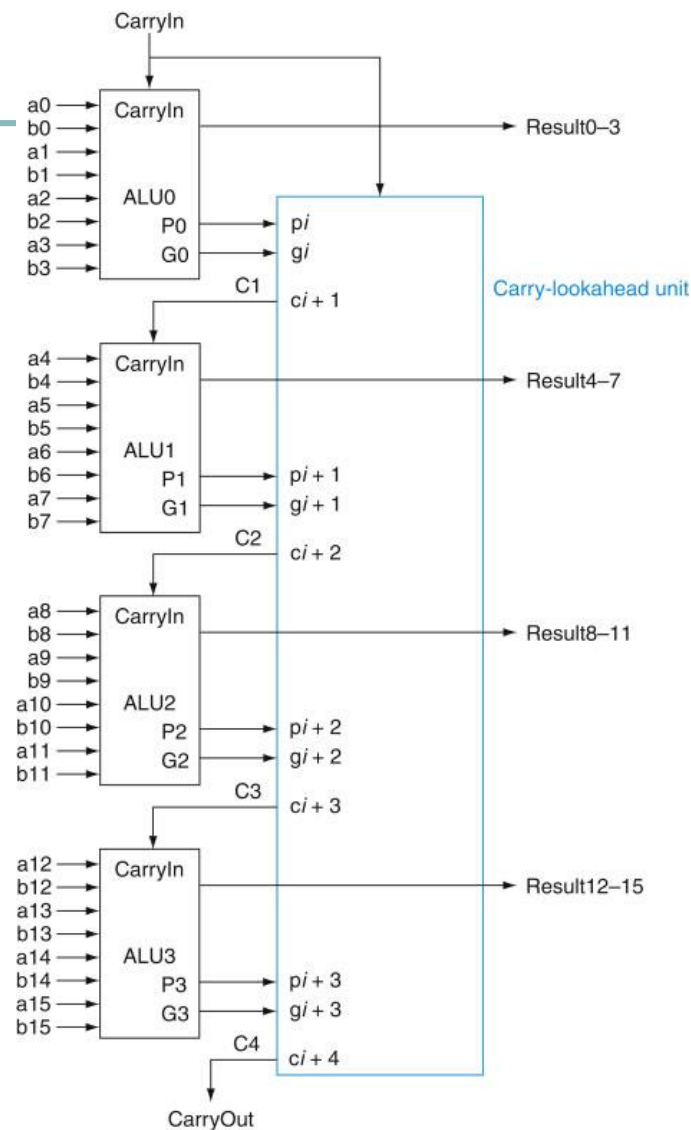 CarryIn
a0
CarryIn
b0
Result0–3
a1
b1
a2
ALU0
b2
P0
pi
a3
G0
gi
b3
C1
ci + 1
Carry-lookahead unit
a4
CarryIn
b4
Result4–7
a5
b5
a6
ALU1
b6
P1
pi + 1
a7
G1
gi + 1
b7
C2
ci + 2
a8
CarryIn
b8
Result8–11
a9
b9
a10
ALU2
b10
P2
pi + 2
a11
G2
gi + 2
b11
C3
ci + 3
a12
CarryIn
b12
Result12–15
a13
b13
a14
ALU3
b14
P3
pi + 3
a15
G3
gi + 3
b15
C4
ci + 4
CarryOut